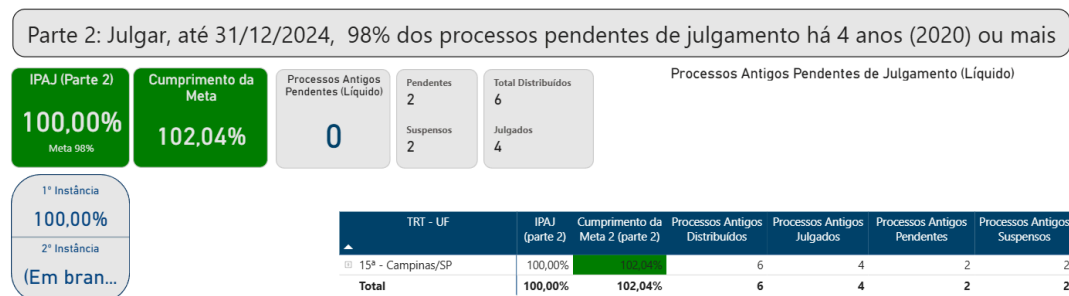 Parte 2: Julgar, até 31/12/2024, 98% dos processos pendentes de julgamento há 4 anos (2020) ou mais
IPAJ (Parte 2)
100,00%
Meta 98%
Cumprimento da
Meta
102,04%
Processos Antigos
Pendentes (Líquido)
0
Pendentes
2
Suspensos
2
Total Distribuídos
6
Julgados
4
Processos Antigos Pendentes de Julgamento (Líquido)
1ª Instância
100,00%
2ª Instância
(Em bran...
TRT - UF IPAJ (parte 2) Cumprimento da Meta 2 (parte 2) Processos Antigos Distribuídos Processos Antigos Julgados Processos Antigos Pendentes Processos Antigos Suspensos
15ª - Campinas/SP 100,00% 102,04% 6 4 2 2
Total 100,00% 102,04% 6 4 2 2